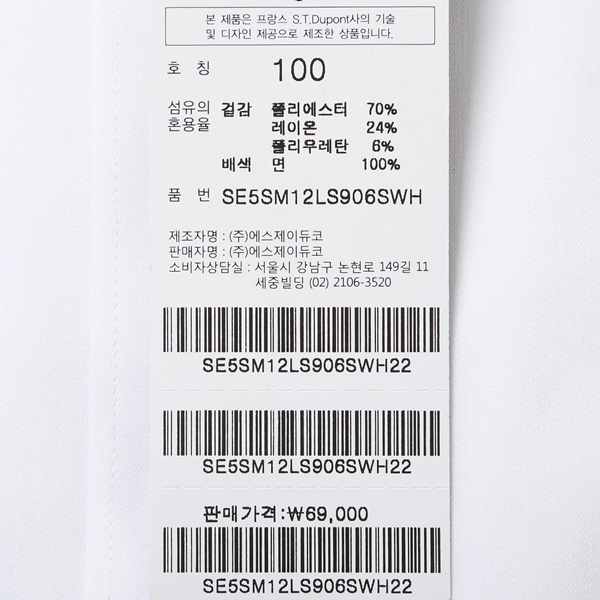 본 제품은 프랑스 S.T.Dupont사의 기술
및 디자인 제공으로 제조한 상품입니다.
호 칭 100
섬유의 겉감 폴리에스터 70%
혼용율 레이온 24%
폴리우레탄 6%
배색 면 100%
품 번 SE5SM12LS906SWH
제조자명 : (주)에스제이듀코
판매자명 : (주)에스제이듀코
소비자상담실 : 서울시 강남구 논현로 149길 11
세중빌딩 (02) 2106-3520
SE5SM12LS906SWH22
SE5SM12LS906SWH22
판매가격:₩69,000
SE5SM12LS906SWH22